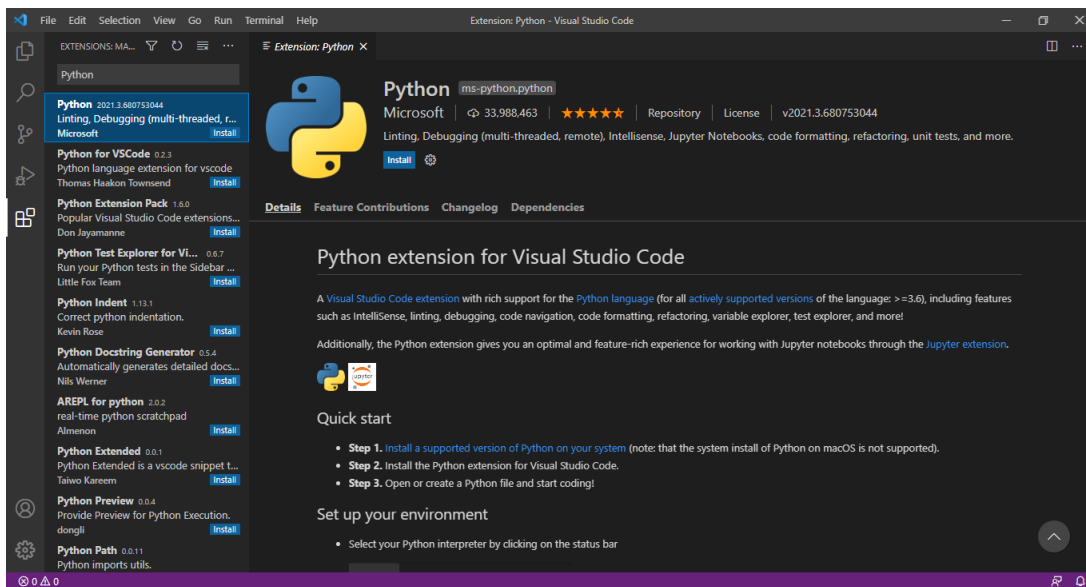 File Edit Selection View Go Run Terminal Help
Extension: Python - Visual Studio Code
EXTENSIONS: MA...
Extension: Python
Python
Python 2021.3.680753044
Linting, Debugging (multi-threaded, r...
Microsoft Install
Python for VSCode 0.2.3
Python language extension for vscode
Thomas Haakon Townsend Install
Python Extension Pack 1.6.0
Popular Visual Studio Code extensions...
Don Jayamanne Install
Python Test Explorer for Vi... 0.6.7
Run your Python tests in the Sidebar ...
Little Fox Team Install
Python Indent 1.13.1
Correct python indentation.
Kevin Rose Install
Python Docstring Generator 0.5.4
Automatically generates detailed docs...
Nils Werner Install
AREPL for python 2.0.2
real-time python scratchpad
Almenon Install
Python Extended 0.0.1
Python Extended is a vscode snippet t...
Taiwo Kareem Install
Python Preview 0.0.4
Provide Preview for Python Execution.
dongli Install
Python Path 0.0.11
Python imports utils.
Python ms-python.python
Microsoft 33,988,463 Repository License v2021.3.680753044
Linting, Debugging (multi-threaded, remote), Intellisense, Jupyter Notebooks, code formatting, refactoring, unit tests, and more.
Install
Details Feature Contributions Changelog Dependencies
Python extension for Visual Studio Code
A Visual Studio Code extension with rich support for the Python language (for all actively supported versions of the language: >=3.6), including features
such as IntelliSense, linting, debugging, code navigation, code formatting, refactoring, variable explorer, test explorer, and more!
Additionally, the Python extension gives you an optimal and feature-rich experience for working with Jupyter notebooks through the Jupyter extension.
jupyter
Quick start
• Step 1. Install a supported version of Python on your system (note: that the system install of Python on macOS is not supported).
• Step 2. Install the Python extension for Visual Studio Code.
• Step 3. Open or create a Python file and start coding!
Set up your environment
• Select your Python interpreter by clicking on the status bar
0 0